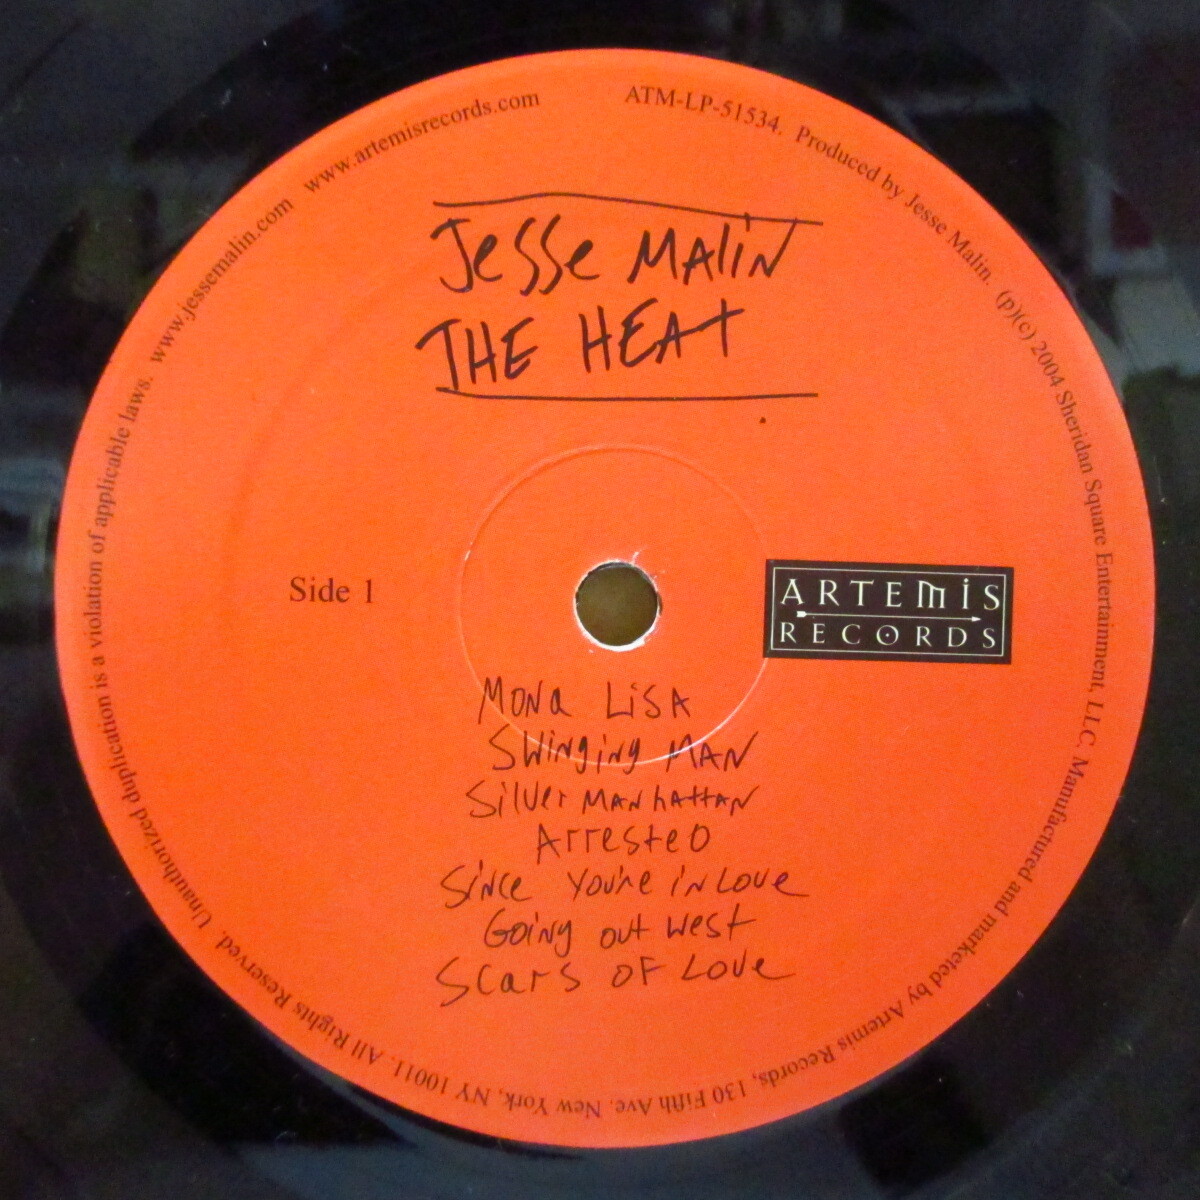 www.jessemalin.com www.artemisrecords.com
ATM-LP-51534. Produced by Jesse Malin. (p)(c) 2004 Sheridan Square Entertainment, LLC. Manufactured and marketed by Artemis Records, 130 Fifth Ave. New York, NY 10011. All Rights Reserved. Unauthorized duplication is a violation of applicable laws.
Jesse Malin
THE HEAT
Side 1
ARTEMIS
RECORDS
Mona Lisa
Swinging Man
Silver Manhattan
Arrested
Since You're in Love
Going out west
Scars of Love